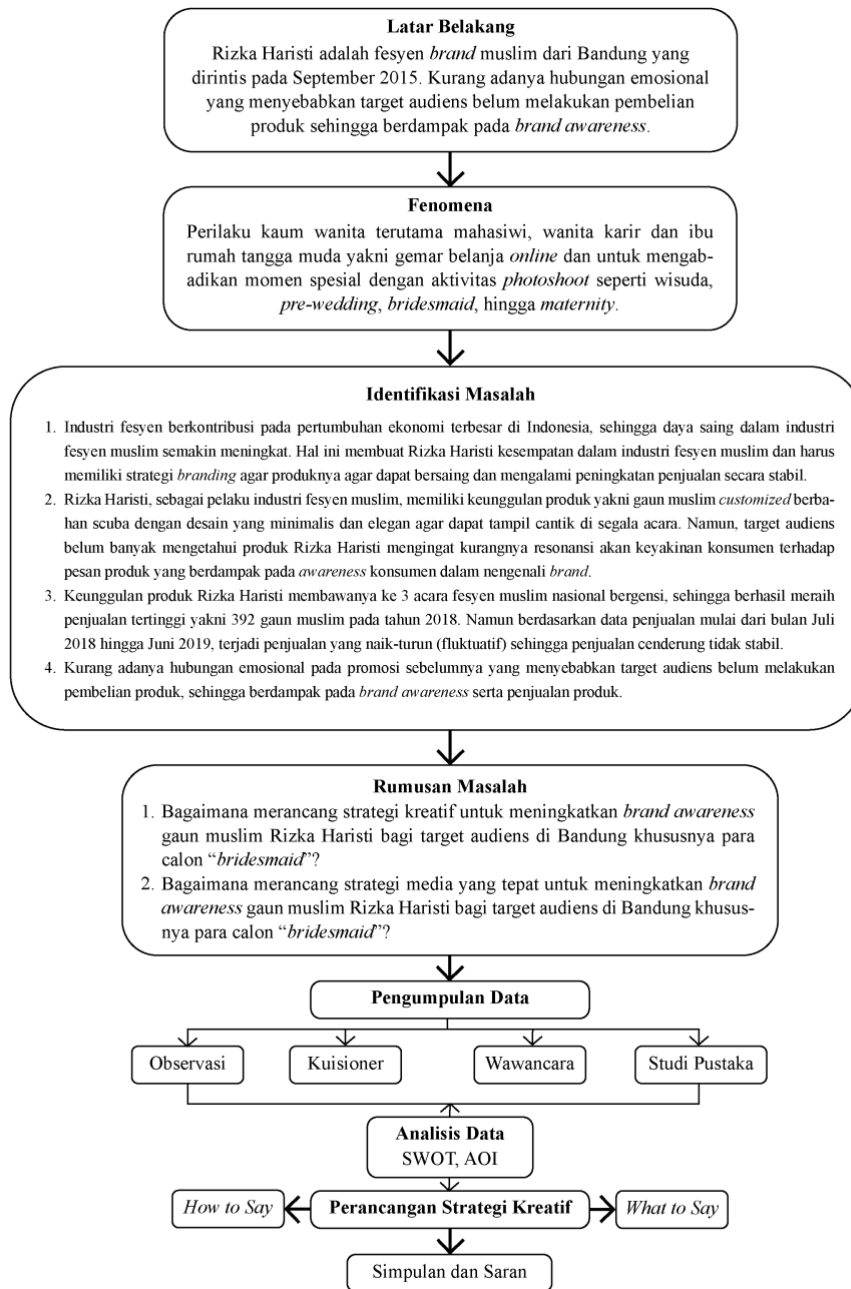 Latar Belakang
Rizka Haristi adalah fesyen brand muslim dari Bandung yang
dirintis pada September 2015. Kurang adanya hubungan emosional
yang menyebabkan target audiens belum melakukan pembelian
produk sehingga berdampak pada brand awareness.
Fenomena
Perilaku kaum wanita terutama mahasiwi, wanita karir dan ibu
rumah tangga muda yakni gemar belanja online dan untuk mengab-
adikan momen spesial dengan aktivitas photoshoot seperti wisuda,
pre-wedding, bridesmaid, hingga maternity.
Identifikasi Masalah
1. Industri fesyen berkontribusi pada pertumbuhan ekonomi terbesar di Indonesia, sehingga daya saing dalam industri
fesyen muslim semakin meningkat. Hal ini membuat Rizka Haristi kesempatan dalam industri fesyen muslim dan harus
memiliki strategi branding agar produknya agar dapat bersaing dan mengalami peningkatan penjualan secara stabil.
2. Rizka Haristi, sebagai pelaku industri fesyen muslim, memiliki keunggulan produk yakni gaun muslim customized berba-
han scuba dengan desain yang minimalis dan elegan agar dapat tampil cantik di segala acara. Namun, target audiens
belum banyak mengetahui produk Rizka Haristi mengingat kurangnya resonansi akan keyakinan konsumen terhadap
pesan produk yang berdampak pada awareness konsumen dalam nengenali brand.
3. Keunggulan produk Rizka Haristi membawanya ke 3 acara fesyen muslim nasional bergensi, sehingga berhasil meraih
penjualan tertinggi yakni 392 gaun muslim pada tahun 2018. Namun berdasarkan data penjualan mulai dari bulan Juli
2018 hingga Juni 2019, terjadi penjualan yang naik-turun (fluktuatif) sehingga penjualan cenderung tidak stabil.
4. Kurang adanya hubungan emosional pada promosi sebelumnya yang menyebabkan target audiens belum melakukan
pembelian produk, sehingga berdampak pada brand awareness serta penjualan produk.
Rumusan Masalah
1. Bagaimana merancang strategi kreatif untuk meningkatkan brand awareness
gaun muslim Rizka Haristi bagi target audiens di Bandung khususnya para
calon “bridesmaid”?
2. Bagaimana merancang strategi media yang tepat untuk meningkatkan brand
awareness gaun muslim Rizka Haristi bagi target audiens di Bandung khusus-
nya para calon “bridesmaid”?
Pengumpulan Data
Observasi
Kuisioner
Wawancara
Studi Pustaka
Analisis Data
SWOT, AOI
How to Say
Perancangan Strategi Kreatif
What to Say
Simpulan dan Saran